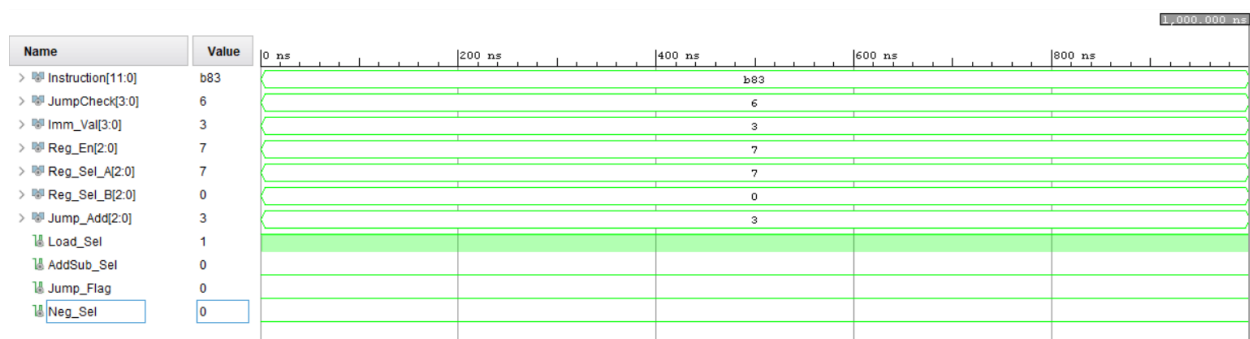 1,000.000 ns
Name Value 0 ns 200 ns 400 ns 600 ns 800 ns
Instruction[11:0] b83 b83
JumpCheck[3:0] 6 6
Imm_Val[3:0] 3 3
Reg_En[2:0] 7 7
Reg_Sel_A[2:0] 7 7
Reg_Sel_B[2:0] 0 0
Jump_Add[2:0] 3 3
Load_Sel 1
AddSub_Sel 0
Jump_Flag 0
Neg_Sel 0